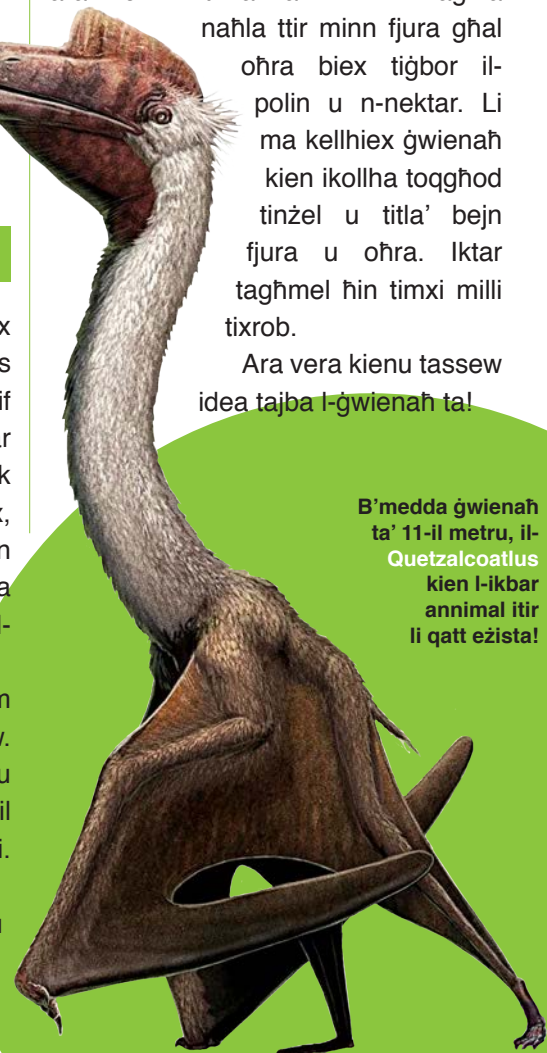 naħla ttir minn fjura għal
oħra biex tiġbor il-
polin u n-nektar. Li
ma kellhiex ġwienaħ
kien ikollha toqgħod
tinżel u titla' bejn
fjura u oħra. Iktar
tagħmel ħin timxi milli
tixrob.
Ara vera kienu tassew
idea tajba l-ġwienaħ ta!
B'medda ġwienaħ
ta' 11-il metru, il-
Quetzalcoatlus
kien l-ikbar
annimal itir
li qatt eżista!